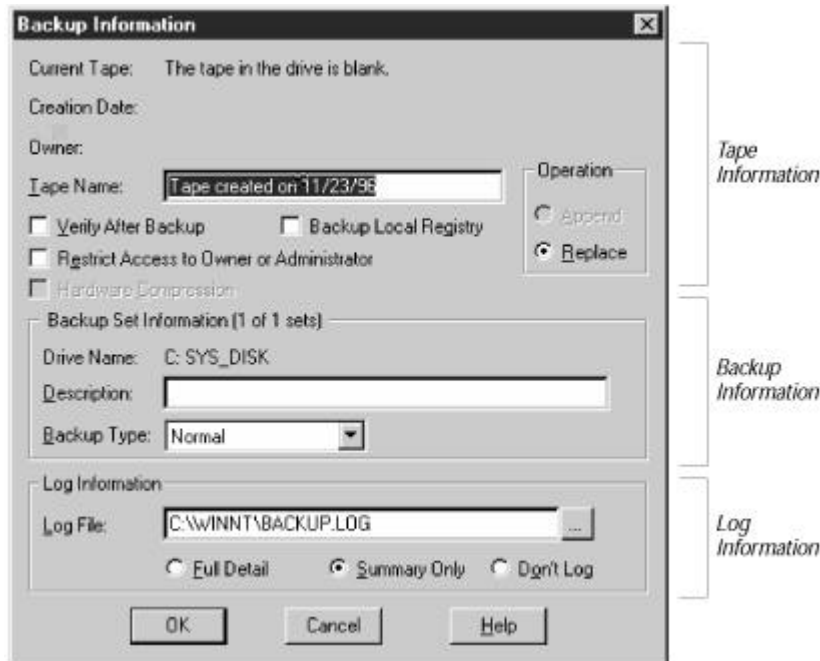 Backup Information
Current Tape: The tape in the drive is blank.
Creation Date:
Owner:
Tape Name: Tape created on 11/23/96
Operation
Append
Replace
Verify After Backup Backup Local Registry
Restrict Access to Owner or Administrator
Hardware Compression
Tape
Information
Backup Set Information (1 of 1 sets)
Drive Name: C: SYS_DISK
Description:
Backup Type: Normal
Backup
Information
Log Information
Log File: C:\WINNT\BACKUP.LOG ...
Full Detail Summary Only Don't Log
Log
Information
OK Cancel Help